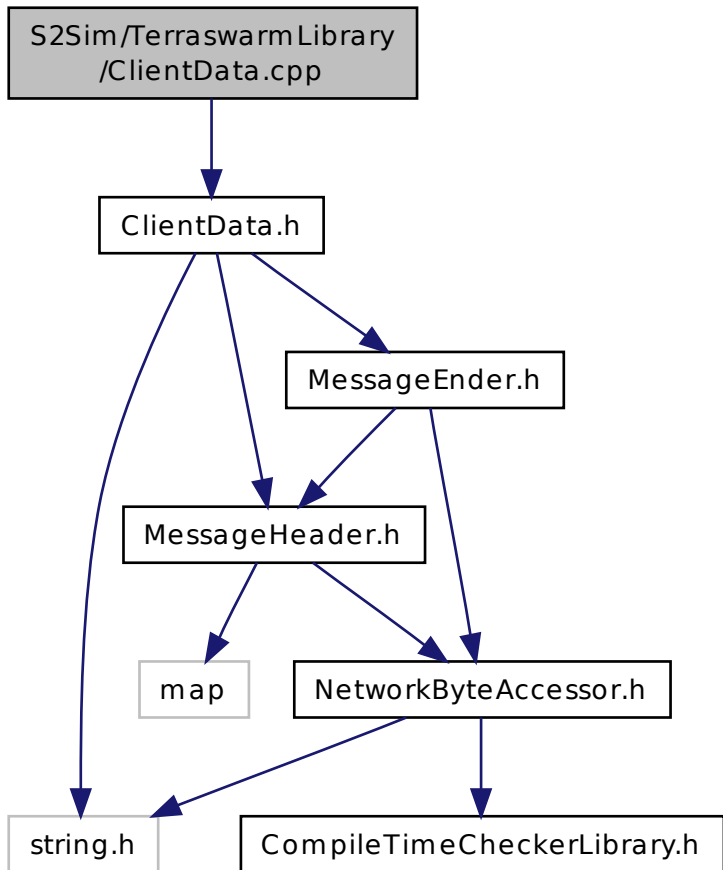 S2Sim/TerraswarmLibrary
/ClientData.cpp
ClientData.h
MessageEnder.h
MessageHeader.h
map
NetworkByteAccessor.h
string.h
CompileTimeCheckerLibrary.h